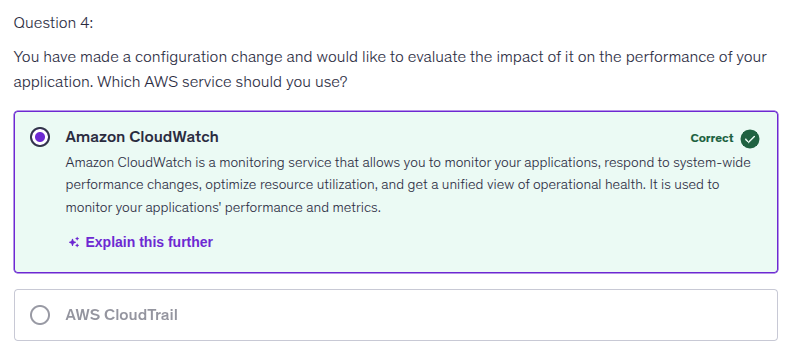 Question 4:
You have made a configuration change and would like to evaluate the impact of it on the performance of your
application. Which AWS service should you use?
Amazon CloudWatch
Correct
Amazon CloudWatch is a monitoring service that allows you to monitor your applications, respond to system-wide
performance changes, optimize resource utilization, and get a unified view of operational health. It is used to
monitor your applications' performance and metrics.
Explain this further
AWS CloudTrail